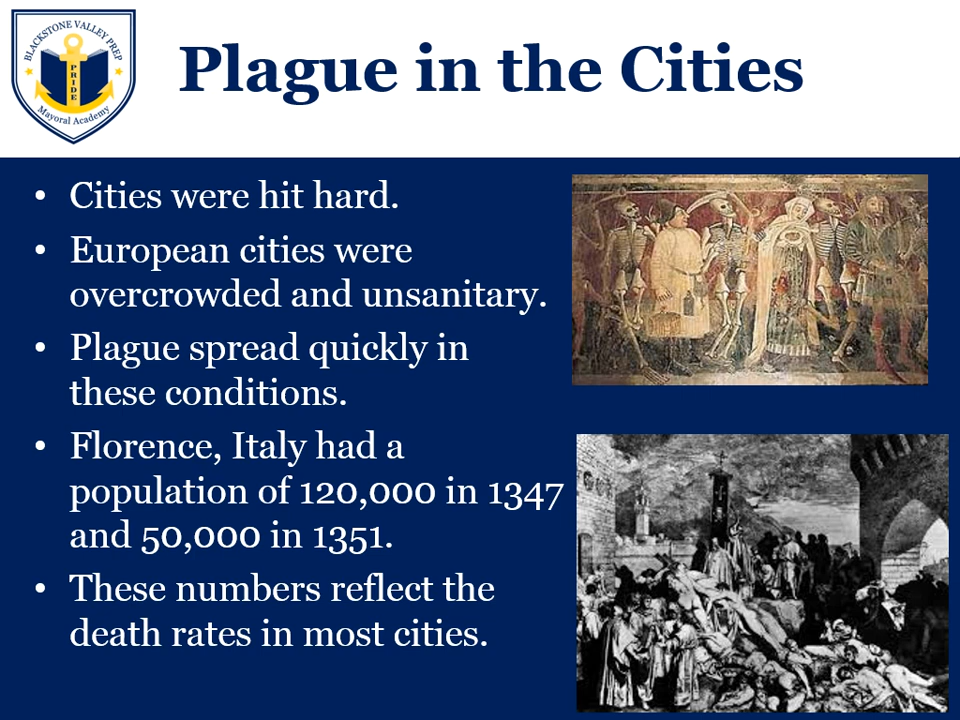 BLACKSTONE VALLEY PREP
PRIDE
Mayoral Academy
Plague in the Cities
• Cities were hit hard.
• European cities were
overcrowded and unsanitary.
• Plague spread quickly in
these conditions.
• Florence, Italy had a
population of 120,000 in 1347
and 50,000 in 1351.
• These numbers reflect the
death rates in most cities.